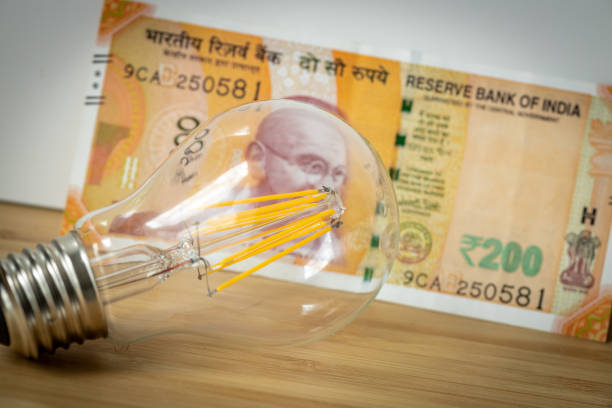 भारतीय रिज़र्व बैंक
दो सौ रुपये
9CA 250581
RESERVE BANK OF INDIA
GUARANTEED BY THE CENTRAL GOVERNMENT
₹200
9CA 250581